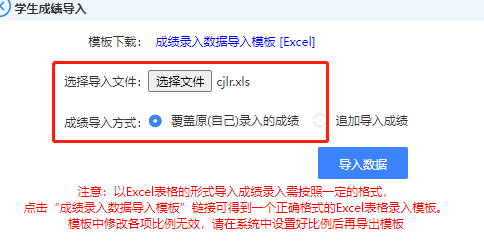 学生成绩导入
模板下载： 成绩录入数据导入模板 [Excel]
选择导入文件： 选择文件 cjlr.xls
成绩导入方式： 覆盖原(自己)录入的成绩 追加导入成绩
导入数据
注意：以Excel表格的形式导入成绩录入需按照一定的格式，
点击“成绩录入数据导入模板”链接可得到一个正确格式的Excel表格录入模板。
模板中修改各项比例无效，请在系统中设置好比例后再导出模板